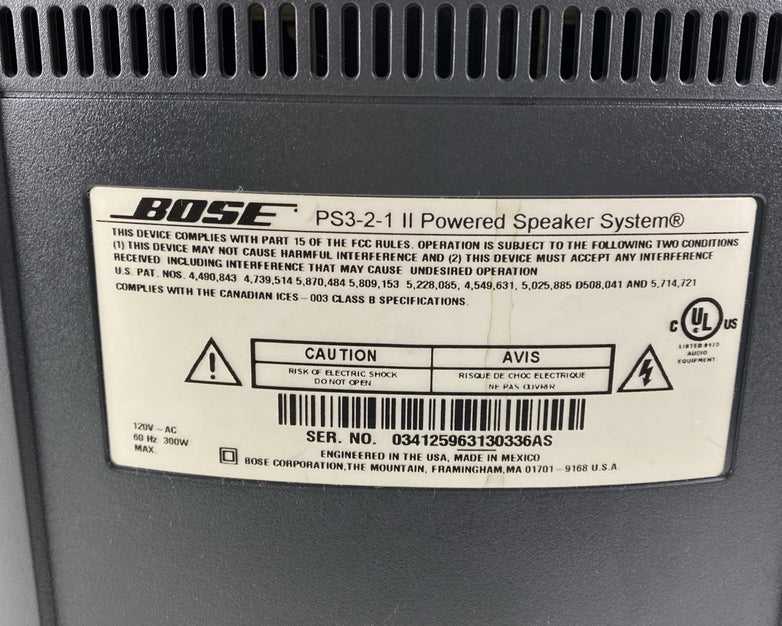 BOSE PS3-2-1 II Powered Speaker System®
THIS DEVICE COMPLIES WITH PART 15 OF THE FCC RULES. OPERATION IS SUBJECT TO THE FOLLOWING TWO CONDITIONS
(1) THIS DEVICE MAY NOT CAUSE HARMFUL INTERFERENCE AND (2) THIS DEVICE MUST ACCEPT ANY INTERFERENCE
RECEIVED INCLUDING INTERFERENCE THAT MAY CAUSE UNDESIRED OPERATION
U.S. PAT. NOS. 4,490,843 4,739,514 5,870,484 5,809,153 5,228,085, 4,549,631, 5,025,885 D508,041 AND 5,714,721
COMPLIES WITH THE CANADIAN ICES - 003 CLASS B SPECIFICATIONS.
C UL US
LISTED 9120
AUDIO
EQUIPMENT
CAUTION AVIS
RISK OF ELECTRIC SHOCK RISQUE DE CHOC ELECTRIQUE
DO NOT OPEN NE PAS OUVRIR
120V ~ AC
60 Hz 300W
MAX.
SER. NO. 034125963130336AS
ENGINEERED IN THE USA, MADE IN MEXICO
BOSE CORPORATION,THE MOUNTAIN, FRAMINGHAM,MA 01701 - 9168 U.S.A.